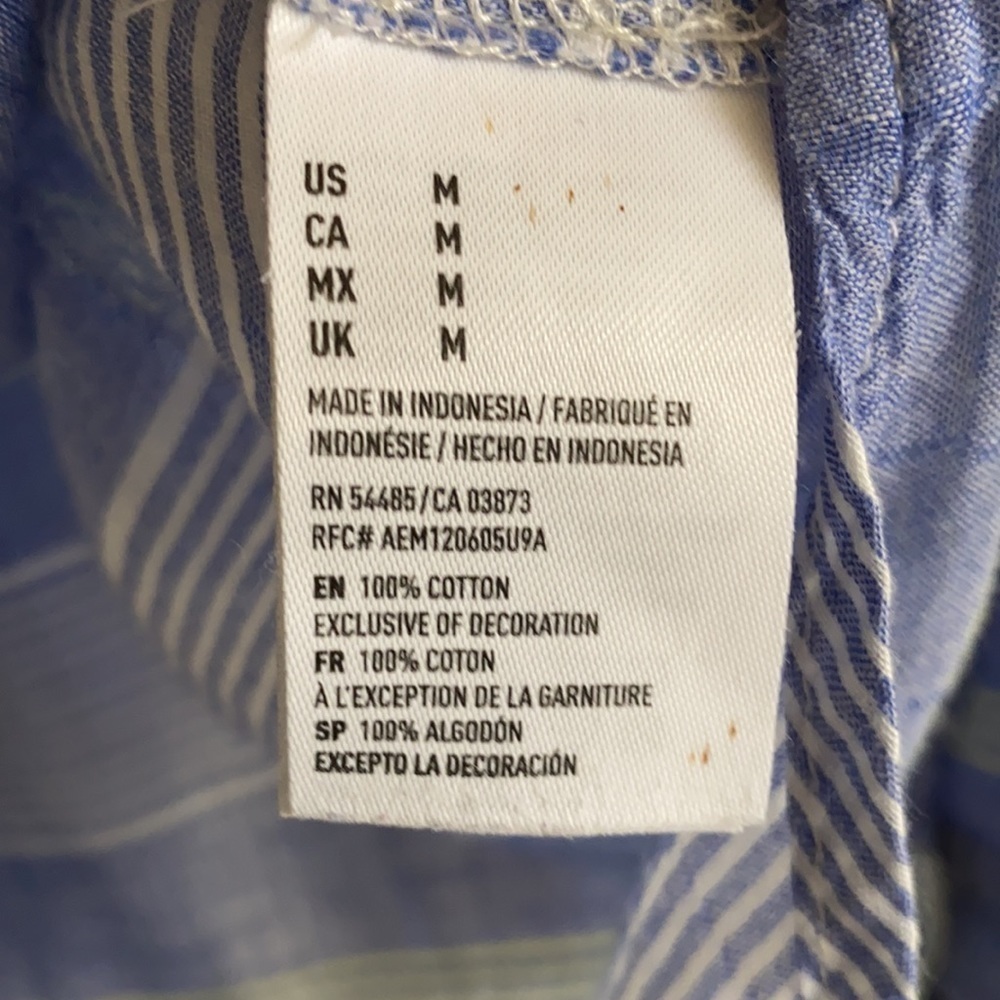 US M
CA M
MX M
UK M
MADE IN INDONESIA / FABRIQUÉ EN
INDONÉSIE / HECHO EN INDONESIA
RN 54485/CA 03873
RFC# AEM120605U9A
EN 100% COTTON
EXCLUSIVE OF DECORATION
FR 100% COTON
À L'EXCEPTION DE LA GARNITURE
SP 100% ALGODÓN
EXCEPTO LA DECORACIÓN